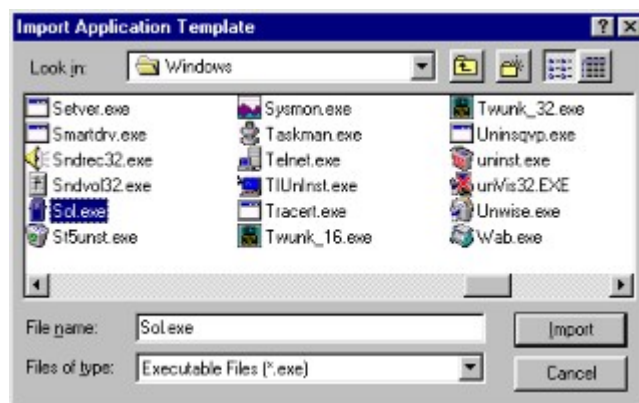 Import Application Template
Look in: Windows
Setver.exe
Smartdrv.exe
Sndrec32.exe
Sndvol32.exe
Sol.exe
St5unst.exe
Sysmon.exe
Taskman.exe
Telnet.exe
TIUnInst.exe
Tracert.exe
Twunk_16.exe
Twunk_32.exe
Uninsqvp.exe
uninst.exe
unVis32.EXE
Unwise.exe
Wab.exe
File name: Sol.exe
Import
Files of type: Executable Files (*.exe)
Cancel